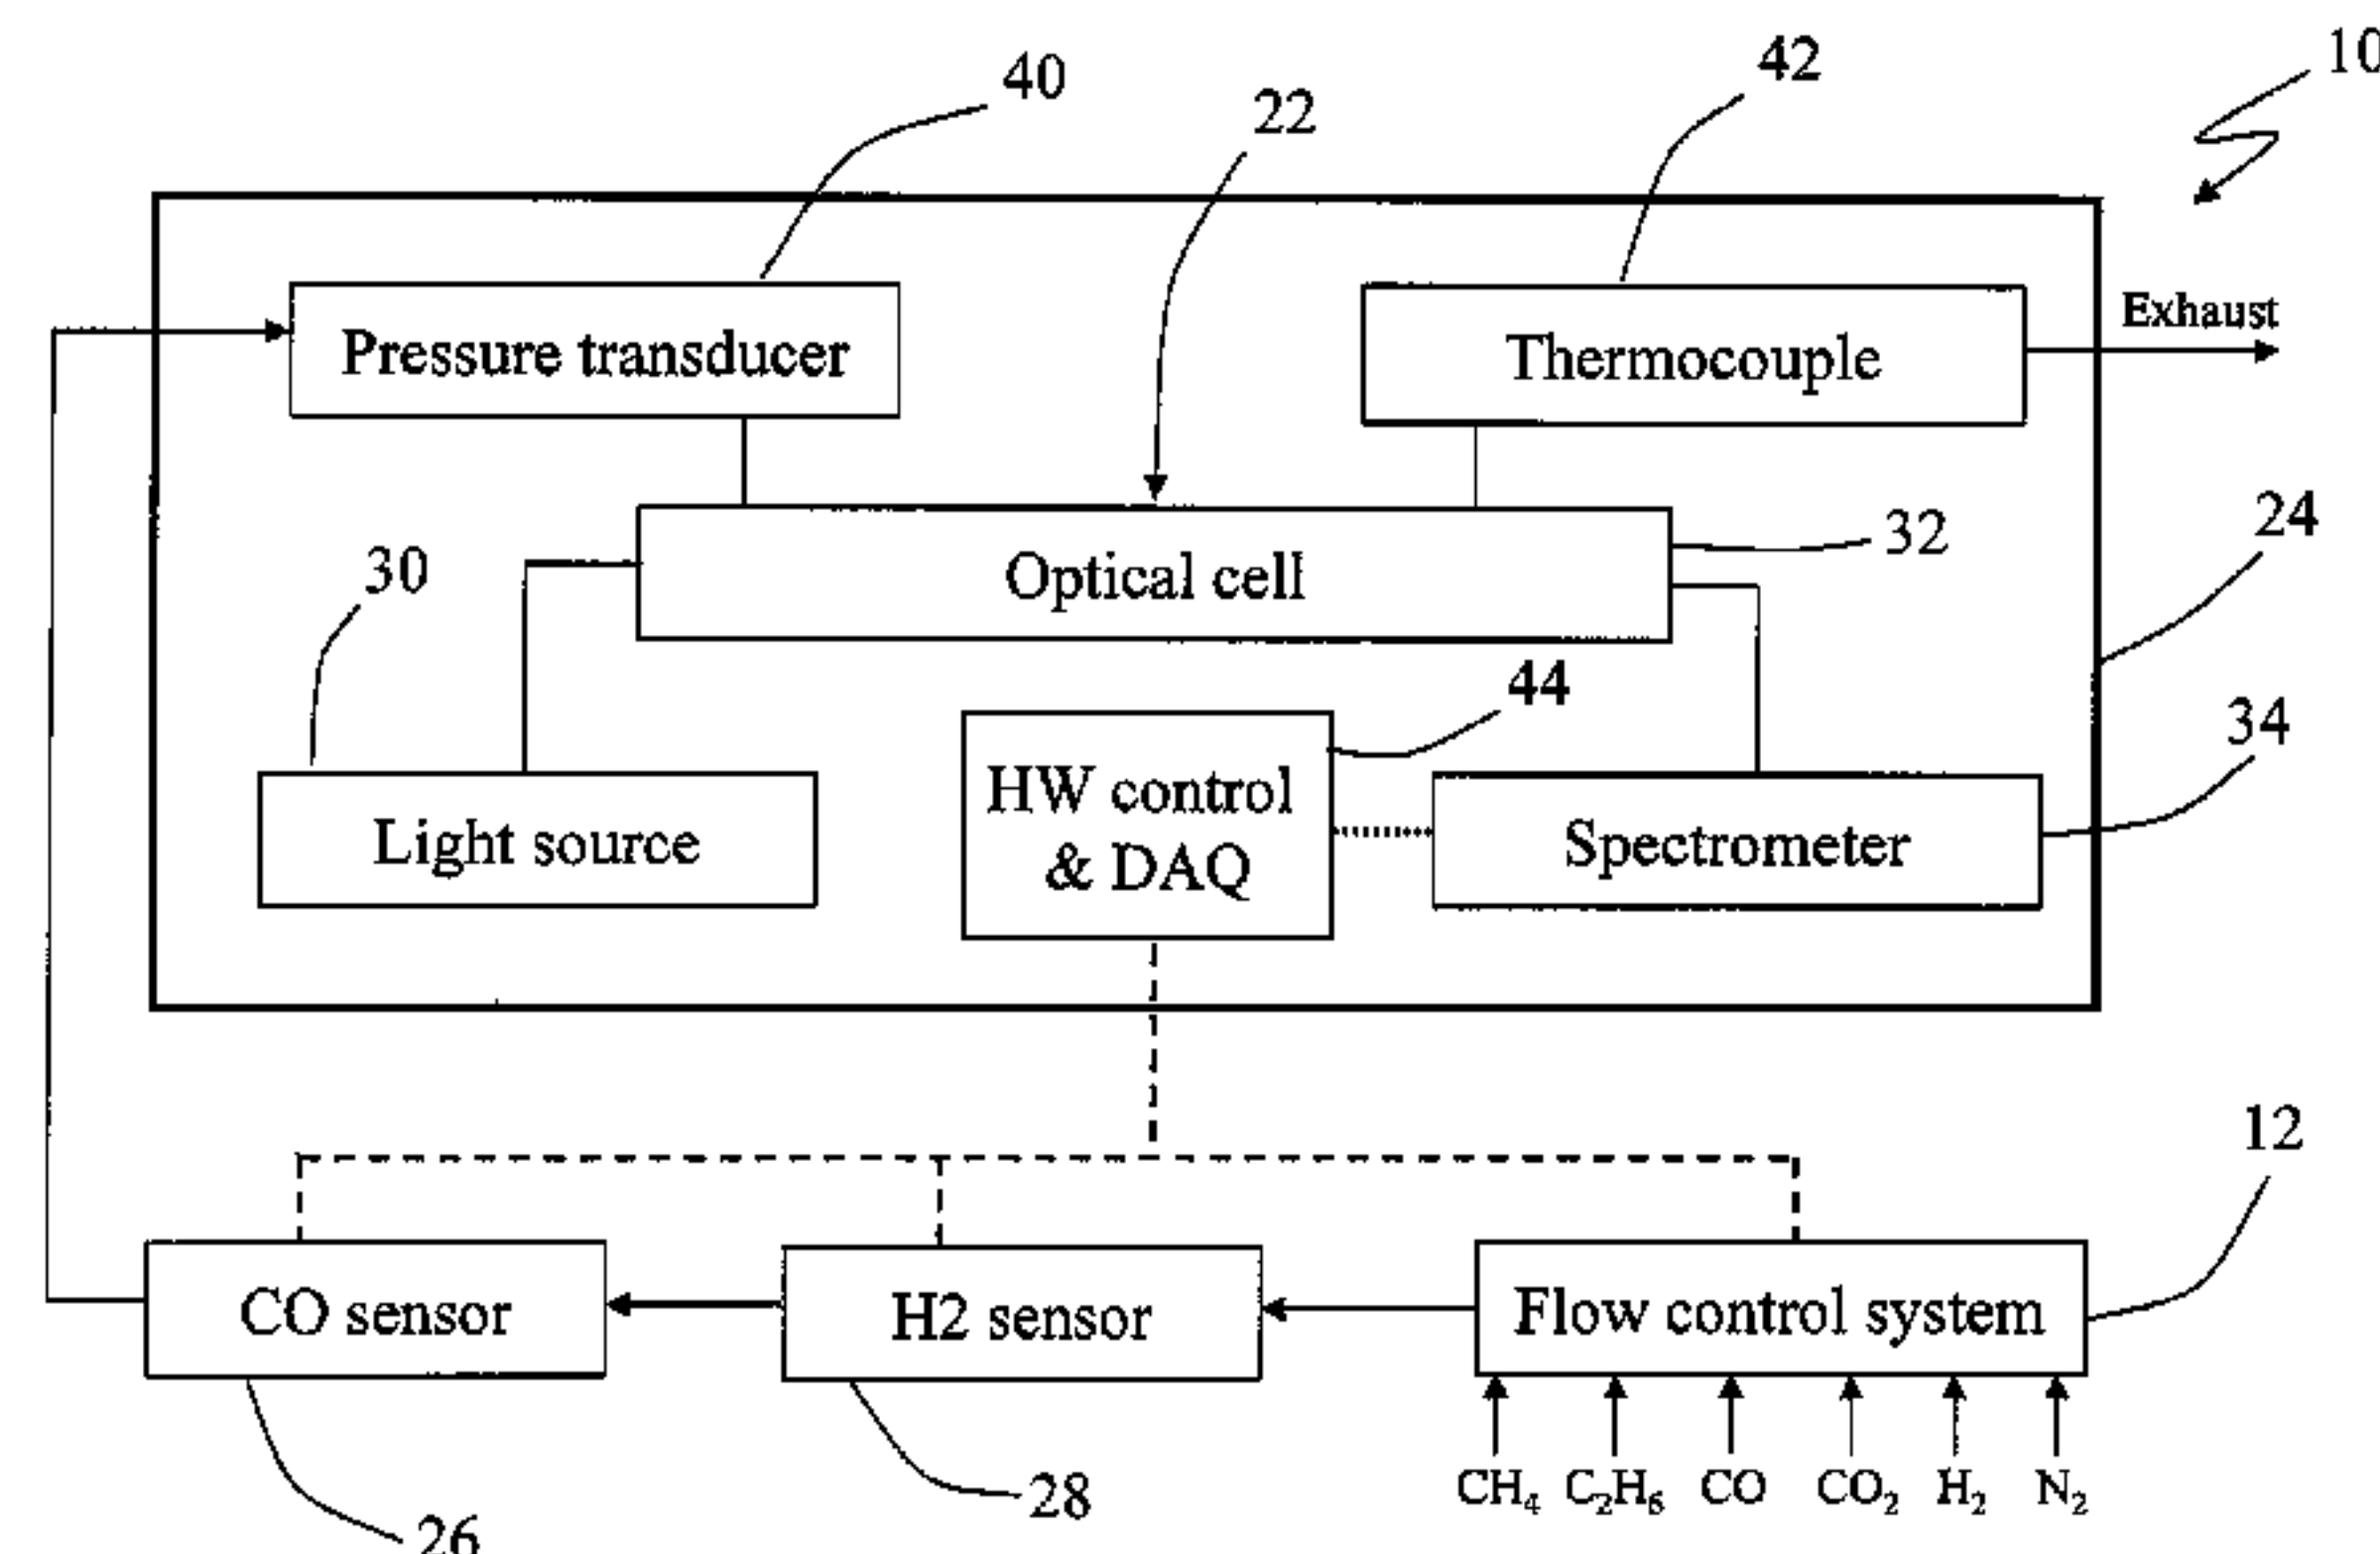 10
40
42
22
Exhaust
Pressure transducer
Thermocouple
24
32
30
Optical cell
44
34
HW control
& DAQ
Light source
Spectrometer
12
CO sensor
H2 sensor
Flow control system
CH₄ C₂H₆ CO CO₂ H₂ N₂
28
26